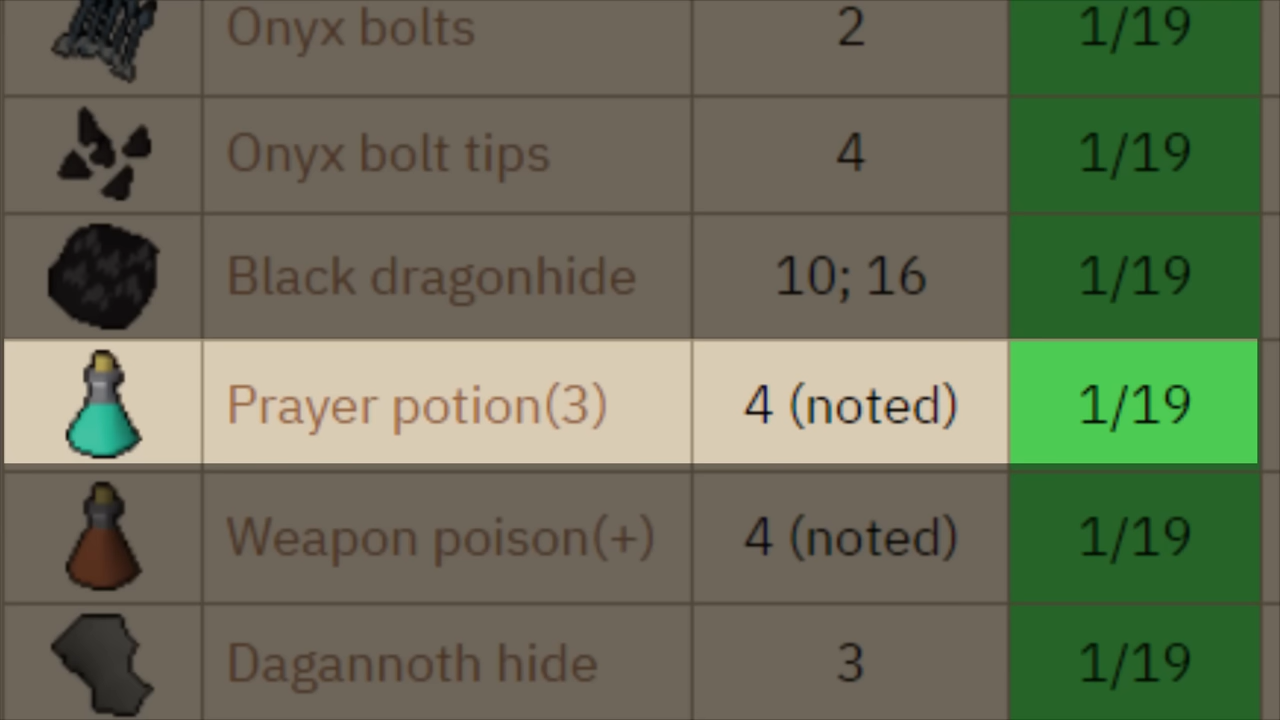 Onyx bolts 2 1/19
Onyx bolt tips 4 1/19
Black dragonhide 10; 16 1/19
Prayer potion(3) 4 (noted) 1/19
Weapon poison(+) 4 (noted) 1/19
Dagannoth hide 3 1/19